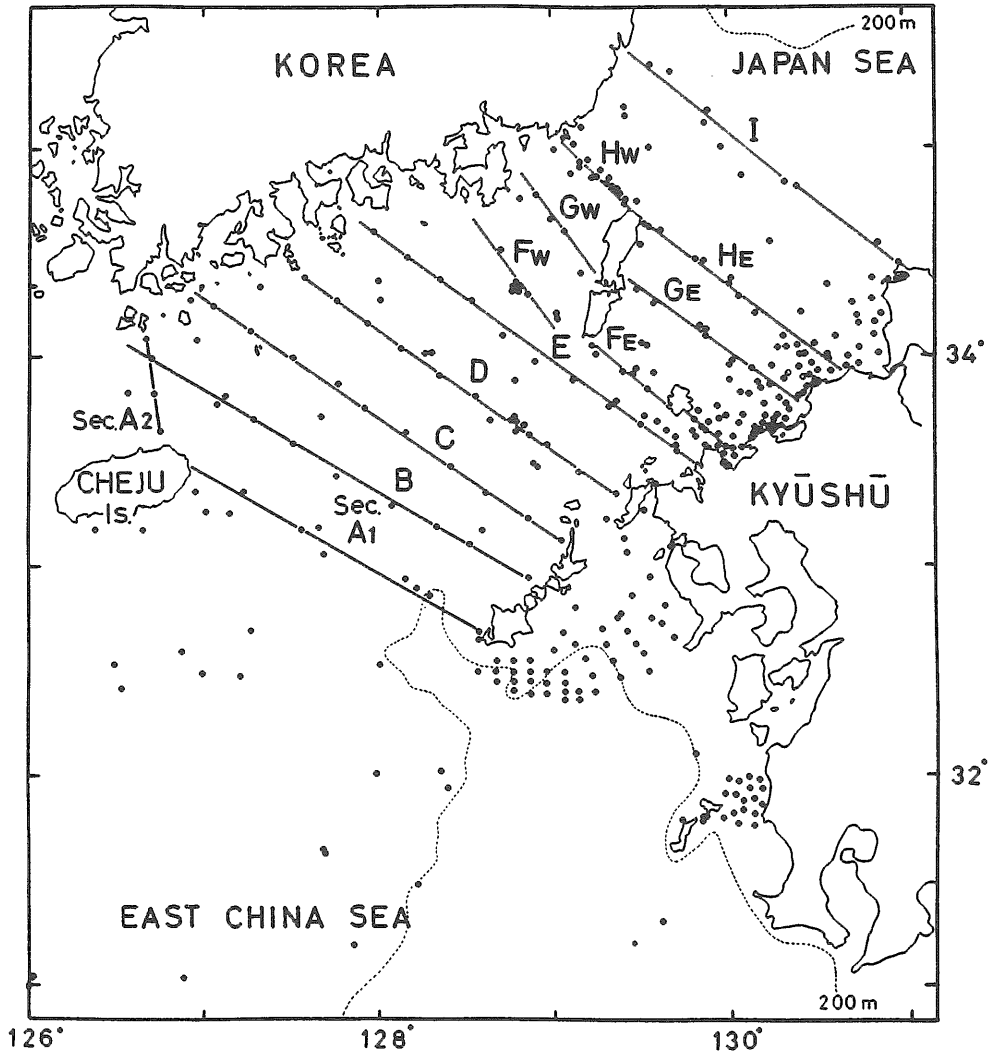 200m
KOREA
JAPAN SEA
I
Hw
Gw
Fw
HE
GE
E
FE
34°
D
Sec. A2
C
CHEJU
Is.
B
Sec.
A1
KYŪSHŪ
32°
EAST CHINA SEA
200m
126°
128°
130°